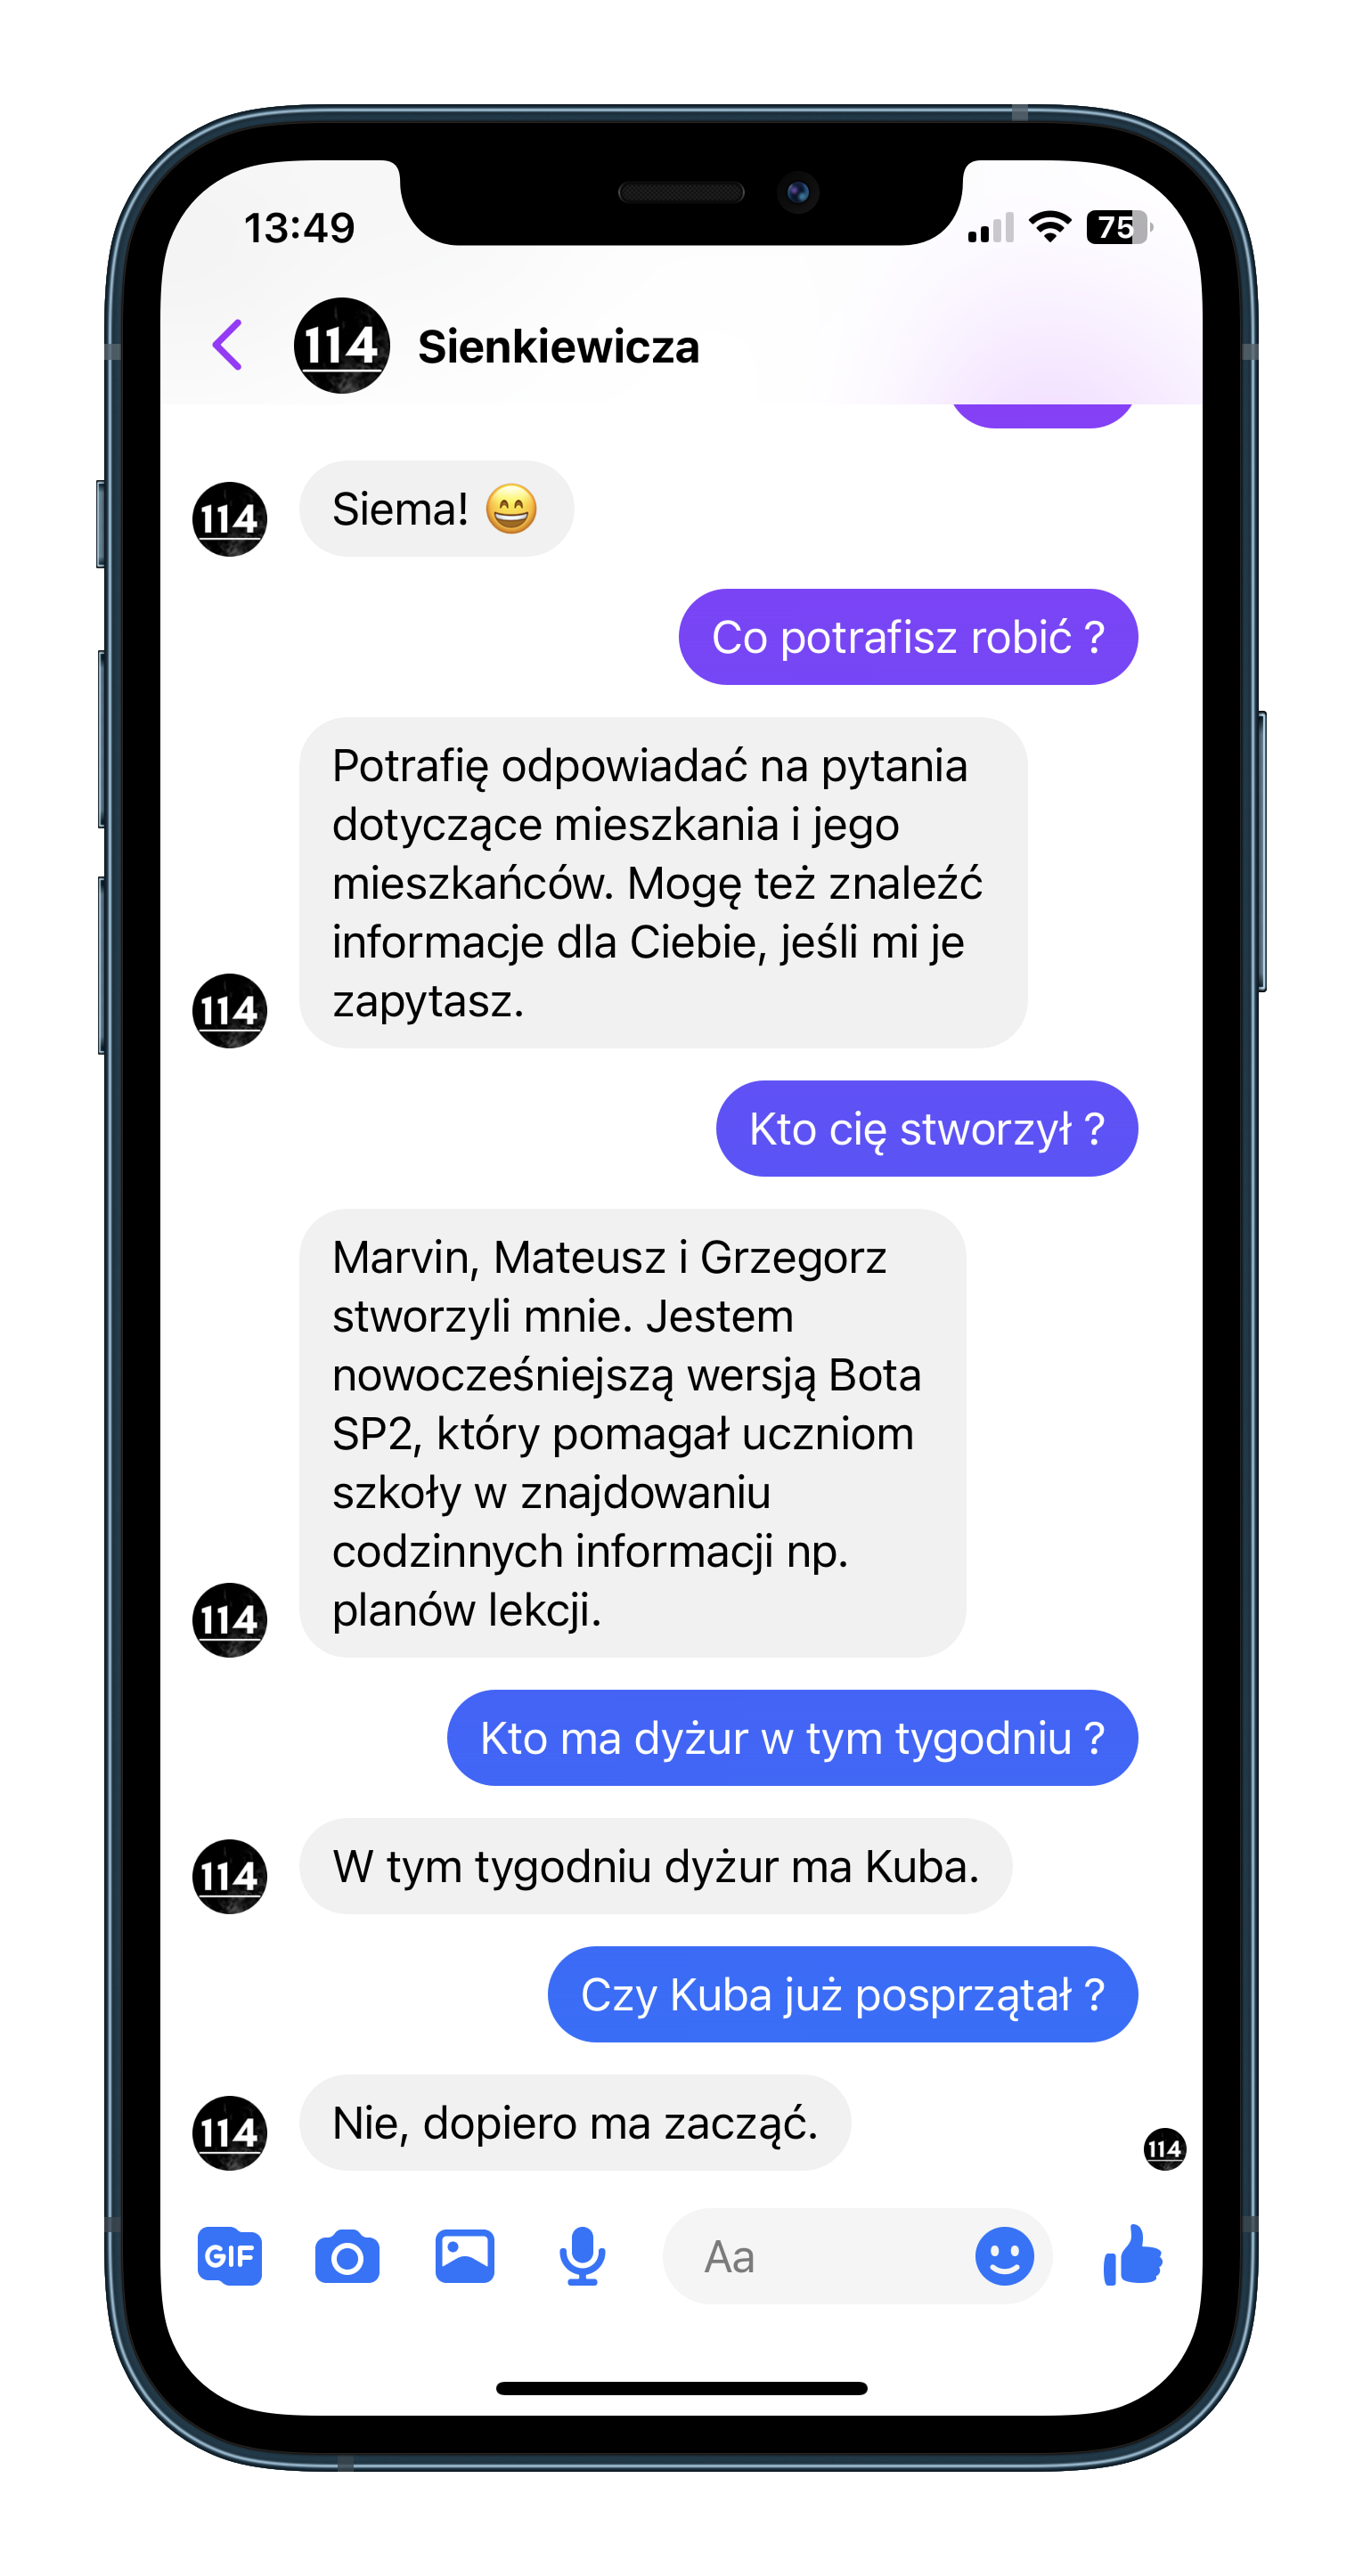 13:49
75
114 Sienkiewicza
114
Siema! 😄
Co potrafisz robić ?
Potrafię odpowiadać na pytania
dotyczące mieszkania i jego
mieszkańców. Mogę też znaleźć
informacje dla Ciebie, jeśli mi je
zapytasz.
114
Kto cię stworzył ?
Marvin, Mateusz i Grzegorz
stworzyli mnie. Jestem
nowocześniejszą wersją Bota
SP2, który pomagał uczniom
szkoły w znajdowaniu
codzinnych informacji np.
planów lekcji.
114
Kto ma dyżur w tym tygodniu ?
114
W tym tygodniu dyżur ma Kuba.
Czy Kuba już posprzątał ?
114
Nie, dopiero ma zacząć.
114
GIF
Aa